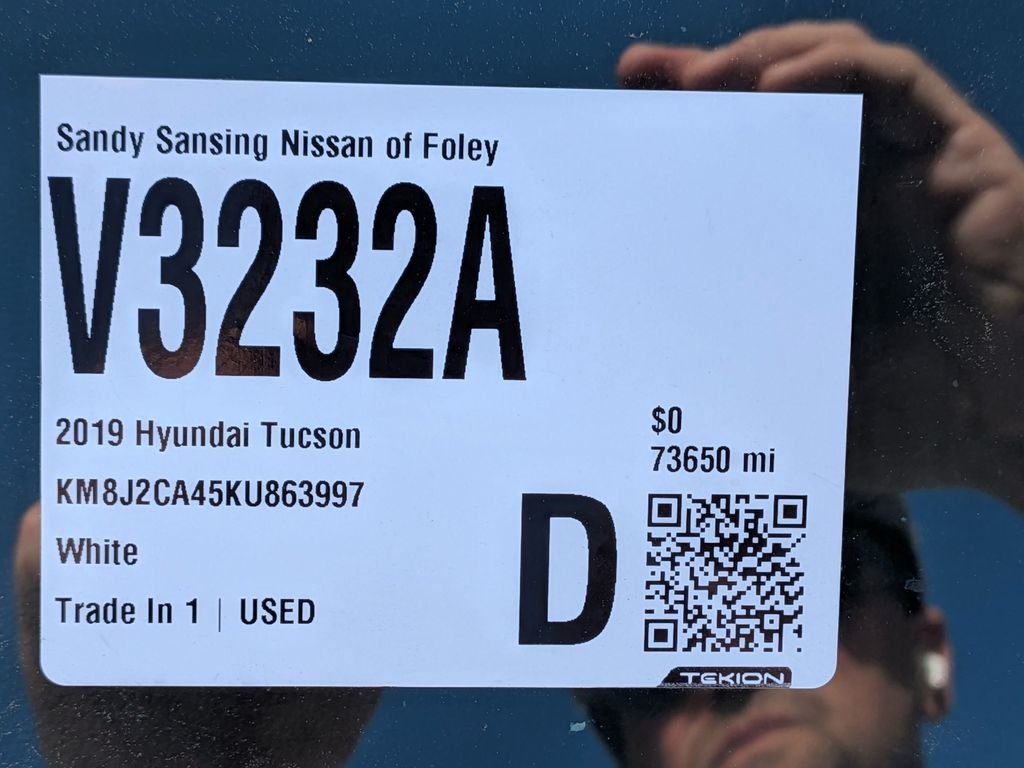 Sandy Sansing Nissan of Foley
V3232A
2019 Hyundai Tucson
KM8J2CA45KU863997
White
Trade In 1 | USED
D
$0
73650 mi
TEKION